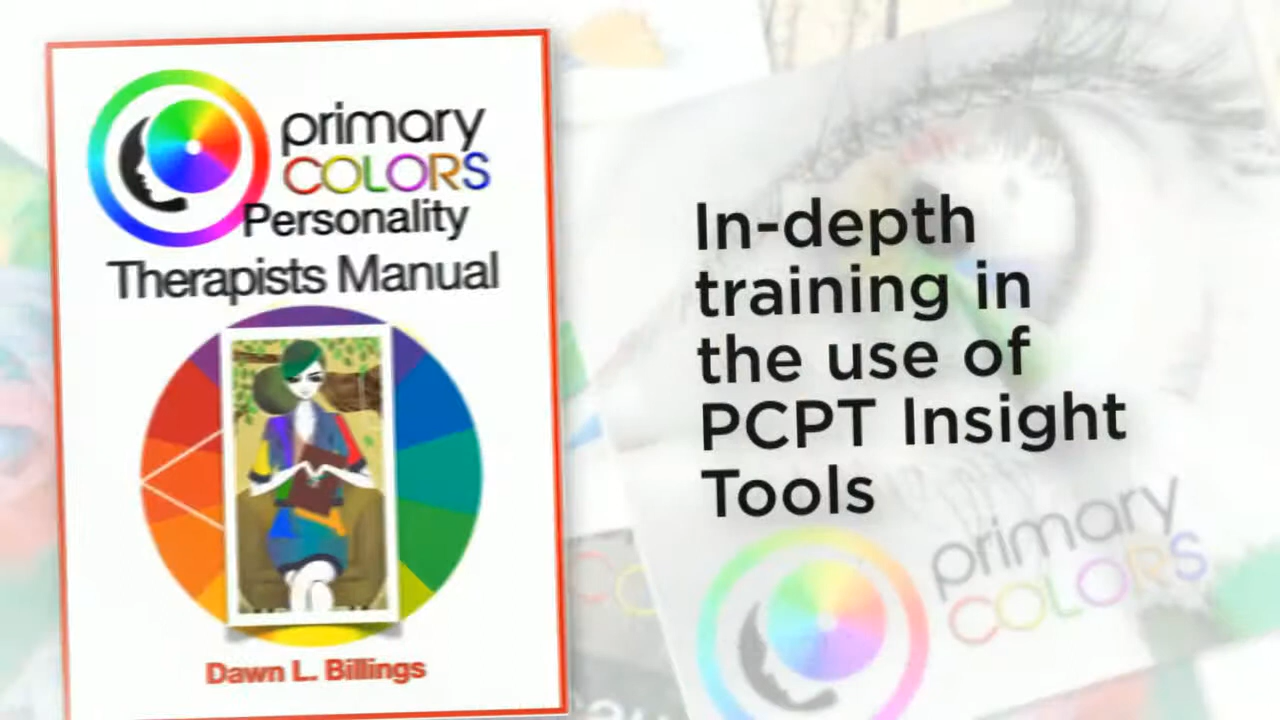 primary
COLORS
Personality
Therapists Manual
Dawn L. Billings
In-depth
training in
the use of
PCPT Insight
Tools
primary
COLORS